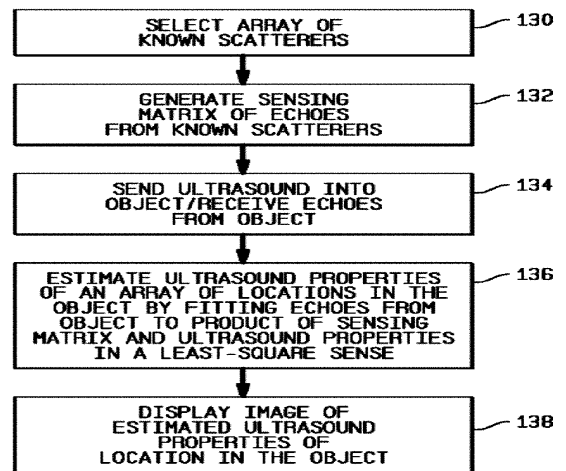 SELECT ARRAY OF
KNOWN SCATTERERS
130
GENERATE SENSING
MATRIX OF ECHOES
FROM KNOWN SCATTERERS
132
SEND ULTRASOUND INTO
OBJECT/RECEIVE ECHOES
FROM OBJECT
134
ESTIMATE ULTRASOUND PROPERTIES
OF AN ARRAY OF LOCATIONS IN THE
OBJECT BY FITTING ECHOES FROM
OBJECT TO PRODUCT OF SENSING
MATRIX AND ULTRASOUND PROPERTIES
IN A LEAST-SQUARE SENSE
136
DISPLAY IMAGE OF
ESTIMATED ULTRASOUND
PROPERTIES OF
LOCATION IN THE OBJECT
138